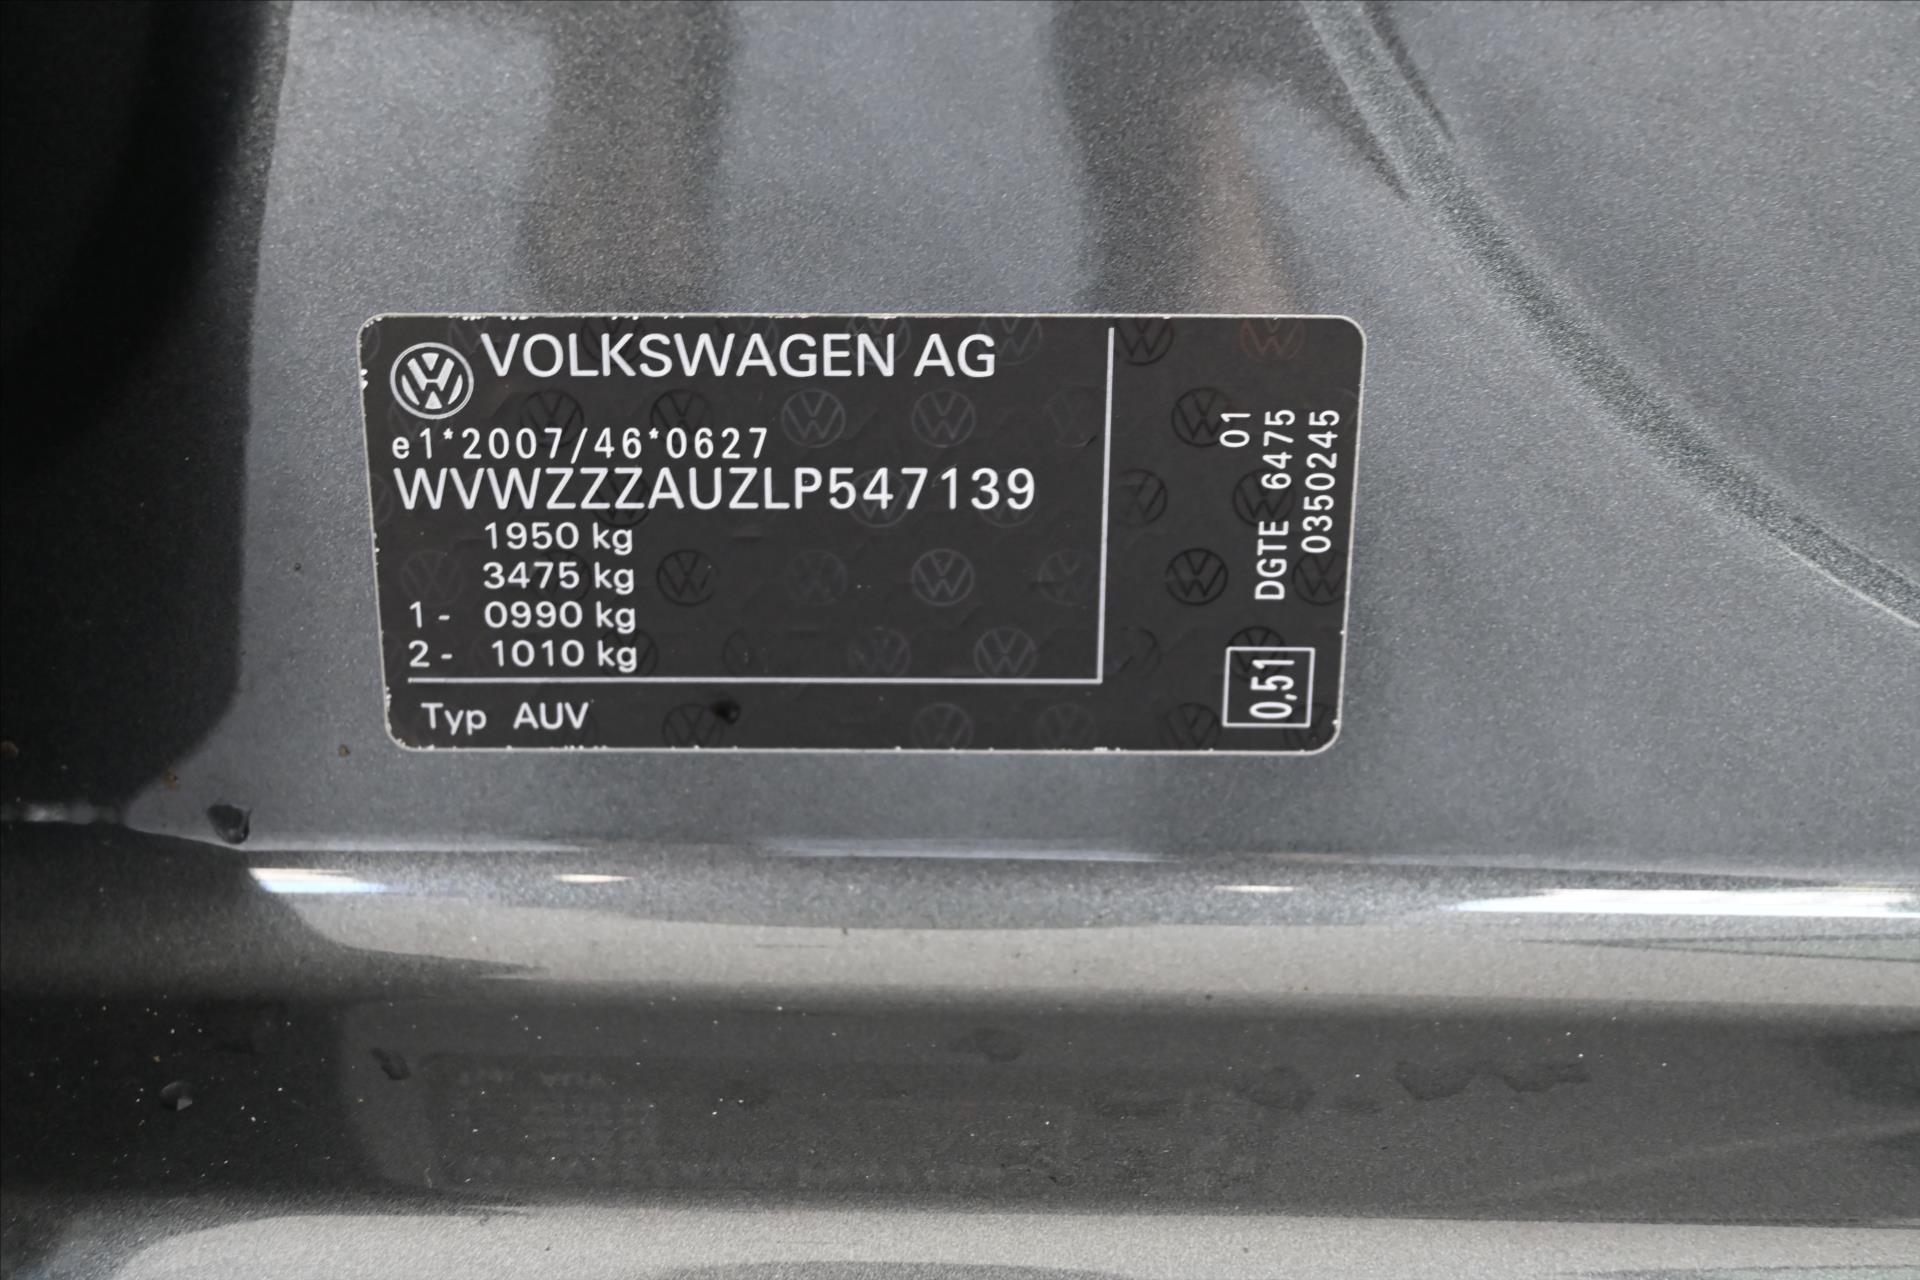 VOLKSWAGEN AG
e1*2007/46*0627
WVWZZZAUZLP547139
1950 kg
3475 kg
1- 0990 kg
2- 1010 kg
Typ AUV
01
DGTE 6475
0350245
0,51